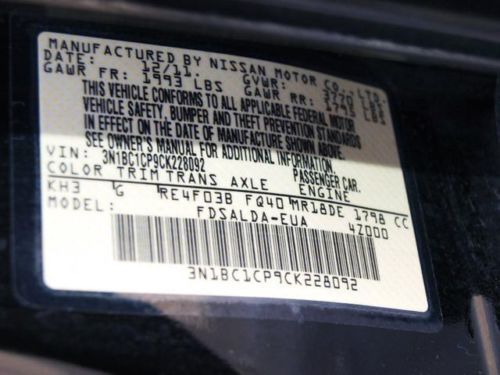 MANUFACTURED BY NISSAN MOTOR CO., LTD.
DATE: 12/11. GVWR: 3720 LBS
GAWR FR: 1993 LBS GAWR RR: 1795 LBS
THIS VEHICLE CONFORMS TO ALL APPLICABLE FEDERAL MOTOR
VEHICLE SAFETY, BUMPER AND THEFT PREVENTION STANDARDS
IN EFFECT ON THE DATE OF MANUFACTURE SHOWN ABOVE.
SEE OWNER'S MANUAL FOR ADDITIONAL INFORMATION
VIN: 3N1BC1CP9CK228092 PASSENGER CAR.
COLOR TRIM TRANS AXLE ENGINE
KH3 G RE4F03B FQ40 MR18DE 1798 CC
MODEL: FDSALDA-EUA 4Z000
3N1BC1CP9CK228092